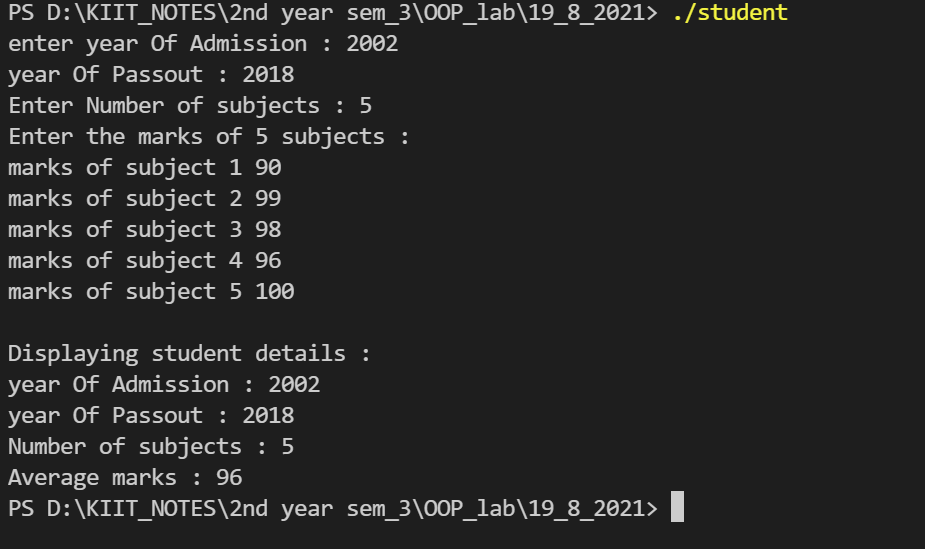 PS D:\KIIT_NOTES\2nd year sem_3\OOP_lab\19_8_2021> ./student
enter year Of Admission : 2002
year Of Passout : 2018
Enter Number of subjects : 5
Enter the marks of 5 subjects :
marks of subject 1 90
marks of subject 2 99
marks of subject 3 98
marks of subject 4 96
marks of subject 5 100

Displaying student details :
year Of Admission : 2002
year Of Passout : 2018
Number of subjects : 5
Average marks : 96
PS D:\KIIT_NOTES\2nd year sem_3\OOP_lab\19_8_2021>